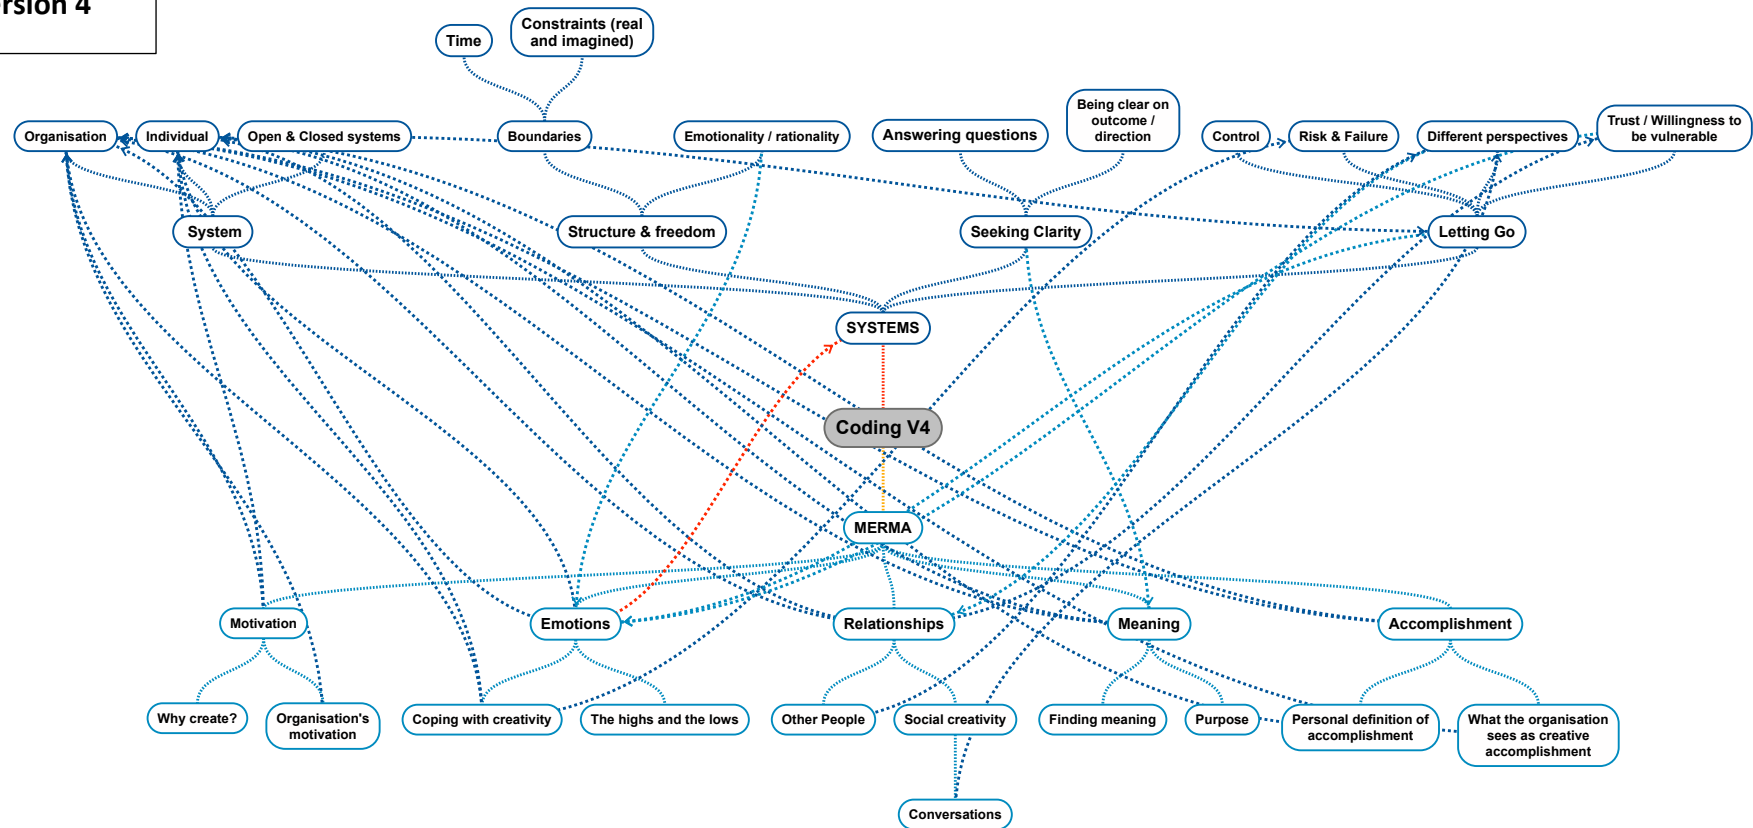 ersion 4
Time
Constraints (real
and imagined)
Organisation
Individual
Open & Closed systems
Boundaries
Emotionality / rationality
Answering questions
Being clear on
outcome /
direction
Control
Risk & Failure
Different perspectives
Trust / Willingness to
be vulnerable
System
Structure & freedom
Seeking Clarity
Letting Go
SYSTEMS
Coding V4
MERMA
Motivation
Emotions
Relationships
Meaning
Accomplishment
Why create?
Organisation's
motivation
Coping with creativity
The highs and the lows
Other People
Social creativity
Finding meaning
Purpose
Personal definition of
accomplishment
What the organisation
sees as creative
accomplishment
Conversations